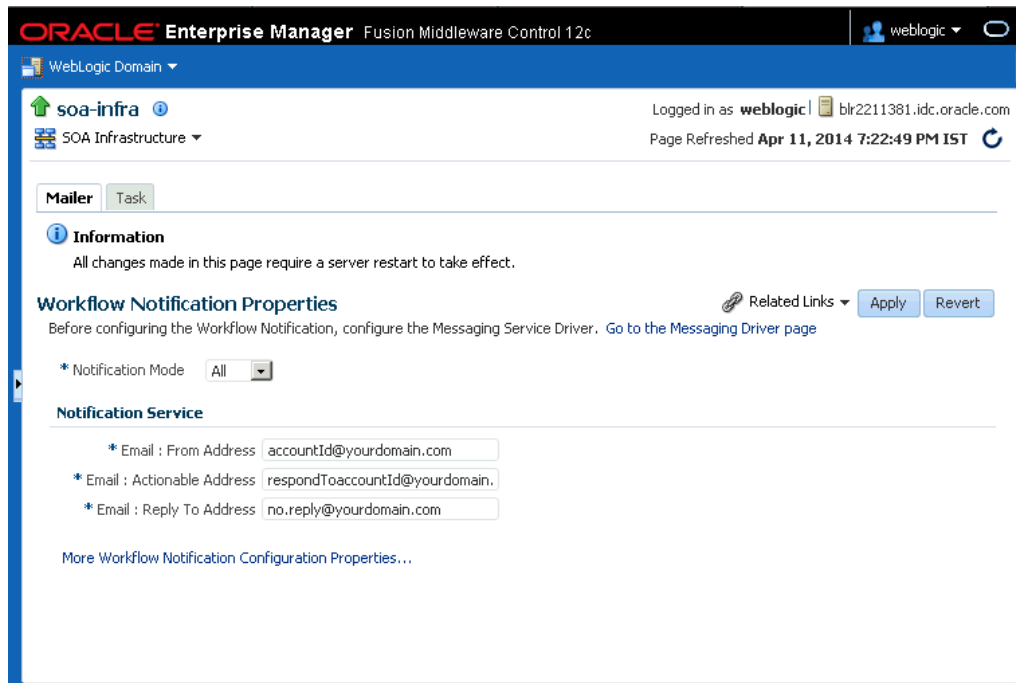 ORACLE Enterprise Manager Fusion Middleware Control 12c weblogic
WebLogic Domain
soa-infra Logged in as weblogic blr2211381.idc.oracle.com
SOA Infrastructure Page Refreshed Apr 11, 2014 7:22:49 PM IST
Mailer Task
Information
All changes made in this page require a server restart to take effect.
Workflow Notification Properties Related Links Apply Revert
Before configuring the Workflow Notification, configure the Messaging Service Driver. Go to the Messaging Driver page
* Notification Mode All
Notification Service
* Email : From Address accountId@yourdomain.com
* Email : Actionable Address respondToaccountId@yourdomain.
* Email : Reply To Address no.reply@yourdomain.com
More Workflow Notification Configuration Properties...